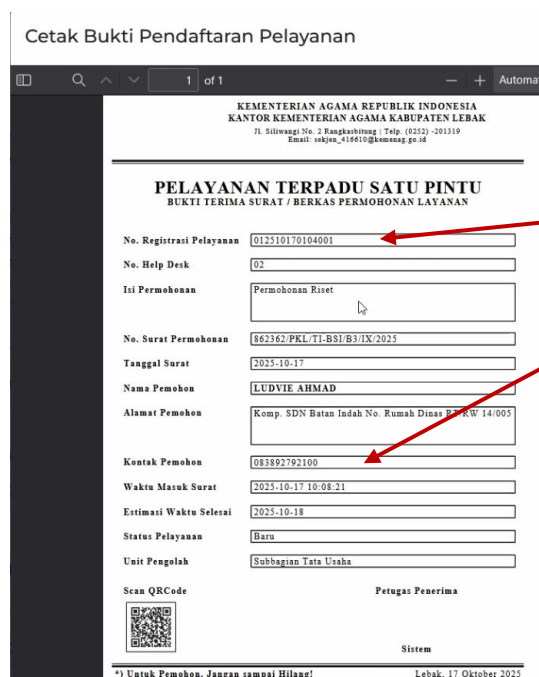 Cetak Bukti Pendaftaran Pelayanan
1 of 1
Automa
KEMENTERIAN AGAMA REPUBLIK INDONESIA
KANTOR KEMENTERIAN AGAMA KABUPATEN LEBAK
Jl. Siliwangi No. 2 Rangkasbitung | Telp. (0252) -201319
Email: sekjen_416610@kemenag.go.id
PELAYANAN TERPADU SATU PINTU
BUKTI TERIMA SURAT / BERKAS PERMOHONAN LAYANAN
No. Registrasi Pelayanan 012510170104001
No. Help Desk 02
Isi Permohonan Permohonan Riset
No. Surat Permohonan 862362/PKL/TI-BSI/B3/IX/2025
Tanggal Surat 2025-10-17
Nama Pemohon LUDVIE AHMAD
Alamat Pemohon Komp. SDN Batan Indah No. Rumah Dinas RT/RW 14/005
Kontak Pemohon 083892792100
Waktu Masuk Surat 2025-10-17 10:08:21
Estimasi Waktu Selesai 2025-10-18
Status Pelayanan Baru
Unit Pengolah Subbagian Tata Usaha
Scan QRCode Petugas Penerima
Sistem
*) Untuk Pemohon, Jangan sampai Hilang! Lebak, 17 Oktober 2025